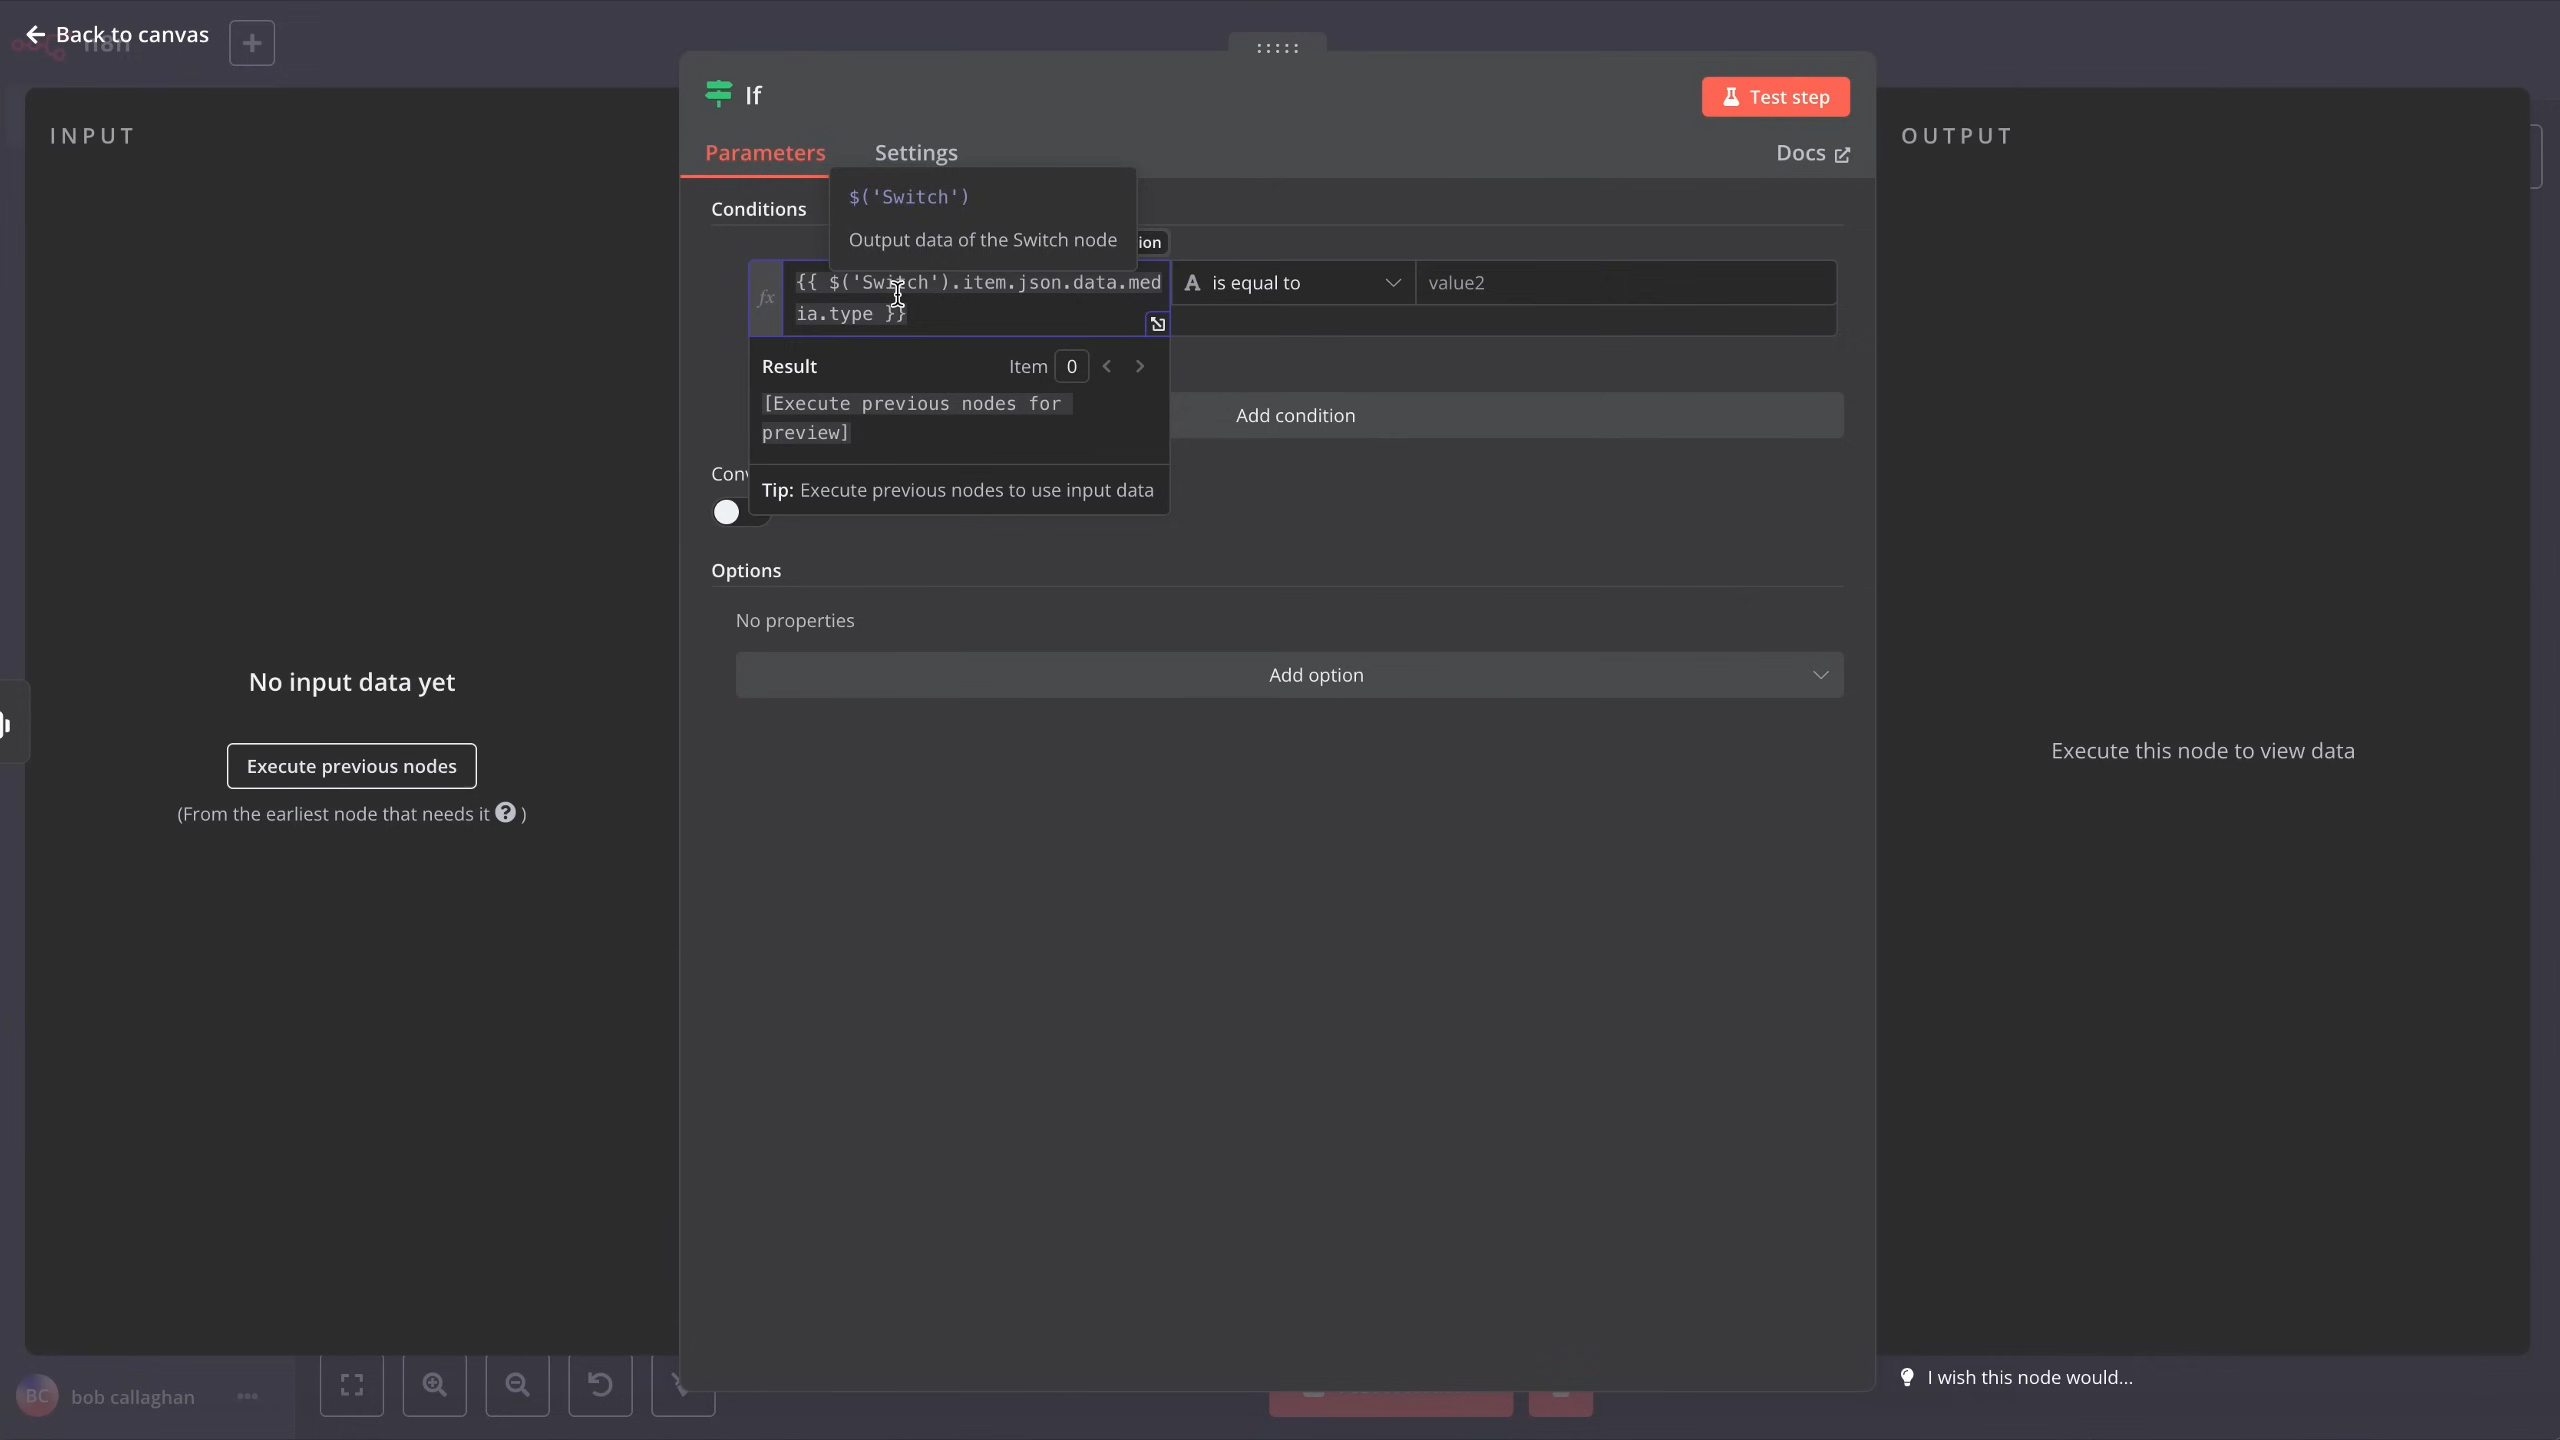 Back to canvas
n8n
INPUT
No input data yet
Execute previous nodes
(From the earliest node that needs it ? )
If
Test step
Parameters
Settings
Docs
$('Switch')
Output data of the Switch node
Conditions
ion
fx
{{ $('Switch').item.json.data.med
ia.type }}
A is equal to
value2
Result
Item 0
[Execute previous nodes for
preview]
Tip: Execute previous nodes to use input data
Add condition
Conv
Options
No properties
Add option
OUTPUT
Execute this node to view data
BC bob callaghan
I wish this node would...